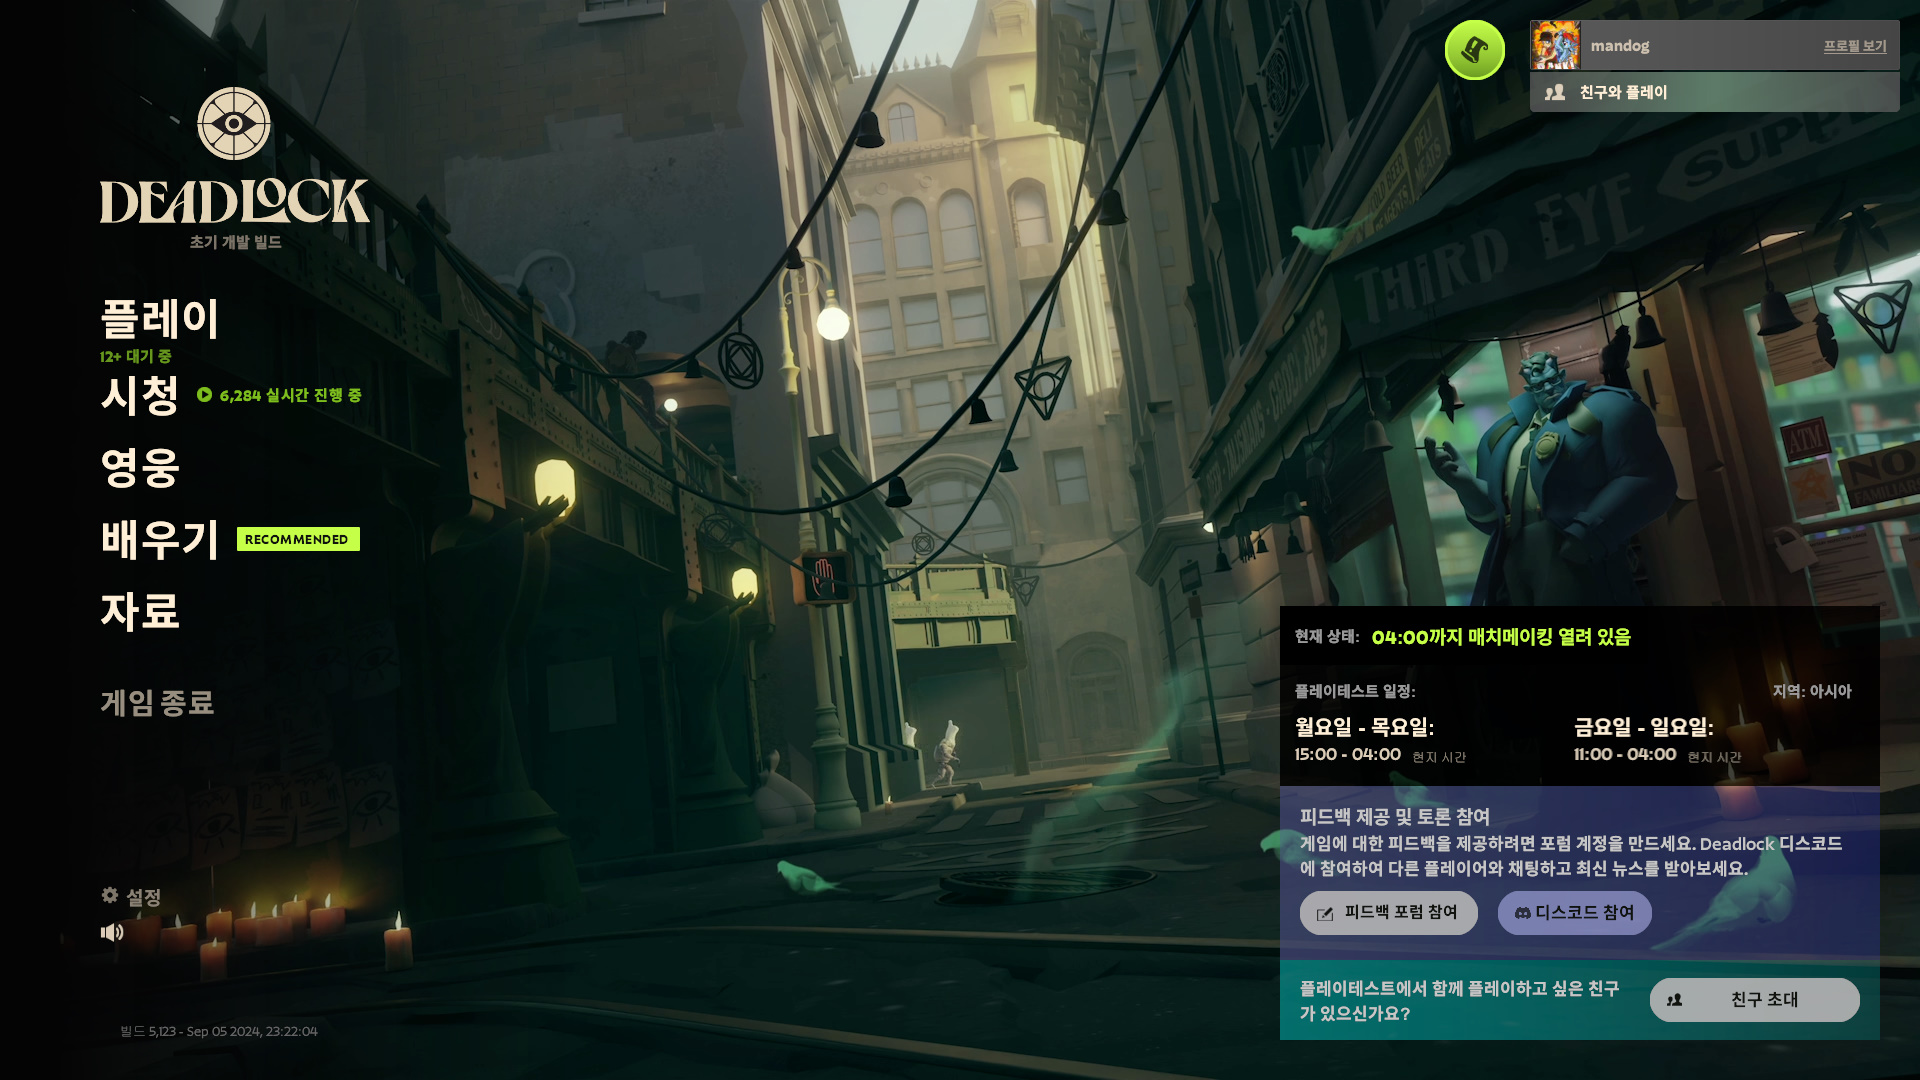 mandog
프로필 보기
친구와 플레이
DEADLOCK
초기 개발 빌드
플레이
12+ 대기 중
시청
6,284 실시간 진행 중
영웅
배우기
RECOMMENDED
자료
게임 종료
설정
빌드 5,123 - Sep 05 2024, 23:22:04
THIRD EYE
SUPPL
COLD BEER
DELI
MEATS
TALISMANS - CHARMS
ATM
NO
FAMILIARS
현재 상태: 04:00까지 매치메이킹 열려 있음
플레이테스트 일정:
지역: 아시아
월요일 - 목요일:
15:00 - 04:00 현지 시간
금요일 - 일요일:
11:00 - 04:00 현지 시간
피드백 제공 및 토론 참여
게임에 대한 피드백을 제공하려면 포럼 계정을 만드세요. Deadlock 디스코드
에 참여하여 다른 플레이어와 채팅하고 최신 뉴스를 받아보세요.
피드백 포럼 참여
디스코드 참여
플레이테스트에서 함께 플레이하고 싶은 친구
가 있으신가요?
친구 초대